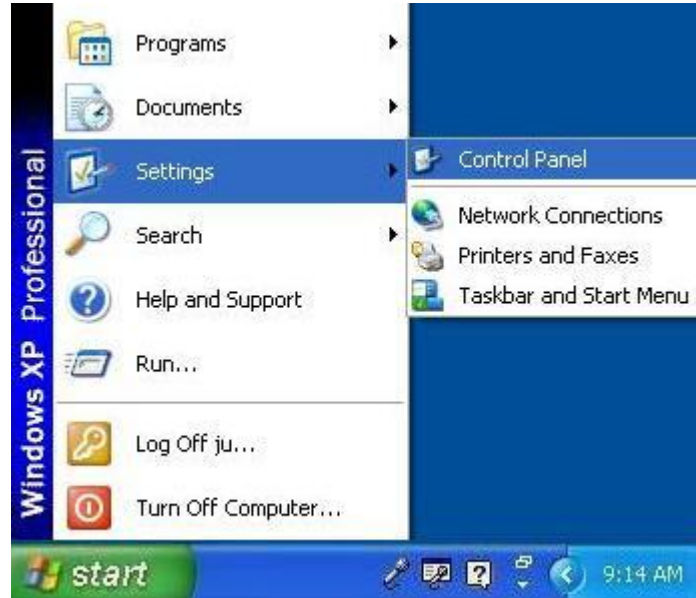 Windows XP Professional
Programs
Documents
Settings
Search
Help and Support
Run...
Log Off ju...
Turn Off Computer...
Control Panel
Network Connections
Printers and Faxes
Taskbar and Start Menu
start
9:14 AM